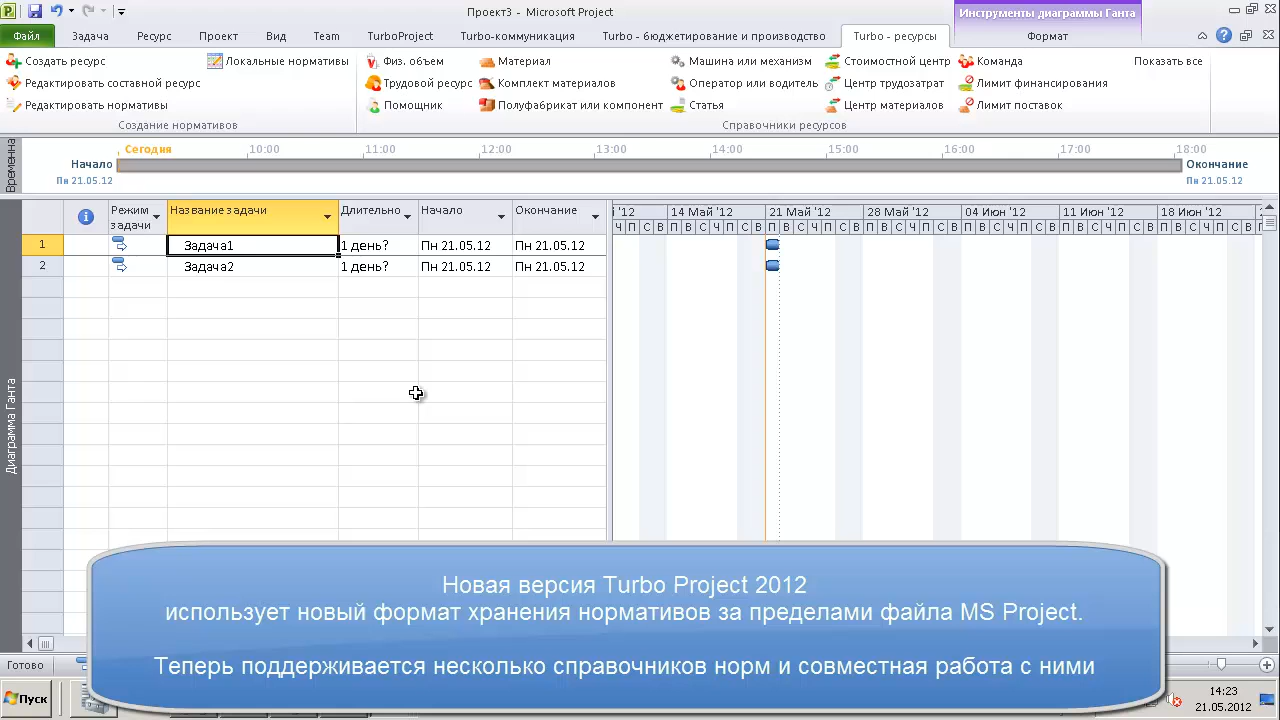 Проект3 - Microsoft Project
Инструменты диаграммы Ганта
Файл Задача Ресурс Проект Вид Team TurboProject Turbo-коммуникация Turbo - бюджетирование и производство Turbo - ресурсы Формат
Создать ресурс Локальные нормативы Физ. объем Материал Машина или механизм Стоимостной центр Команда Показать все
Редактировать состоной ресурс Трудовой ресурс Комплект материалов Оператор или водитель Центр трудозатрат Лимит финансирования
Редактировать нормативы Помощник Полуфабрикат или компонент Статья Центр материалов Лимит поставок
Создание нормативов Справочники ресурсов
Временна
Сегодня 10:00 11:00 12:00 13:00 14:00 15:00 16:00 17:00 18:00
Начало Окончание
Пн 21.05.12 Пн 21.05.12
Режим задачи Название задачи Длительно Начало Окончание
'12 14 Май '12 21 Май '12 28 Май '12 04 Июн '12 11 Июн '12 18 Июн '12
Ч П С В П В С Ч П С В П В С Ч П С В П В С Ч П С В П В С Ч П С В П В С Ч П С В П В С Ч П С В
1 Задача1 1 день? Пн 21.05.12 Пн 21.05.12
2 Задача2 1 день? Пн 21.05.12 Пн 21.05.12
Диаграмма Ганта
Новая версия Turbo Project 2012
использует новый формат хранения нормативов за пределами файла MS Project.
Теперь поддерживается несколько справочников норм и совместная работа с ними
Готово
Пуск
14:23
21.05.2012